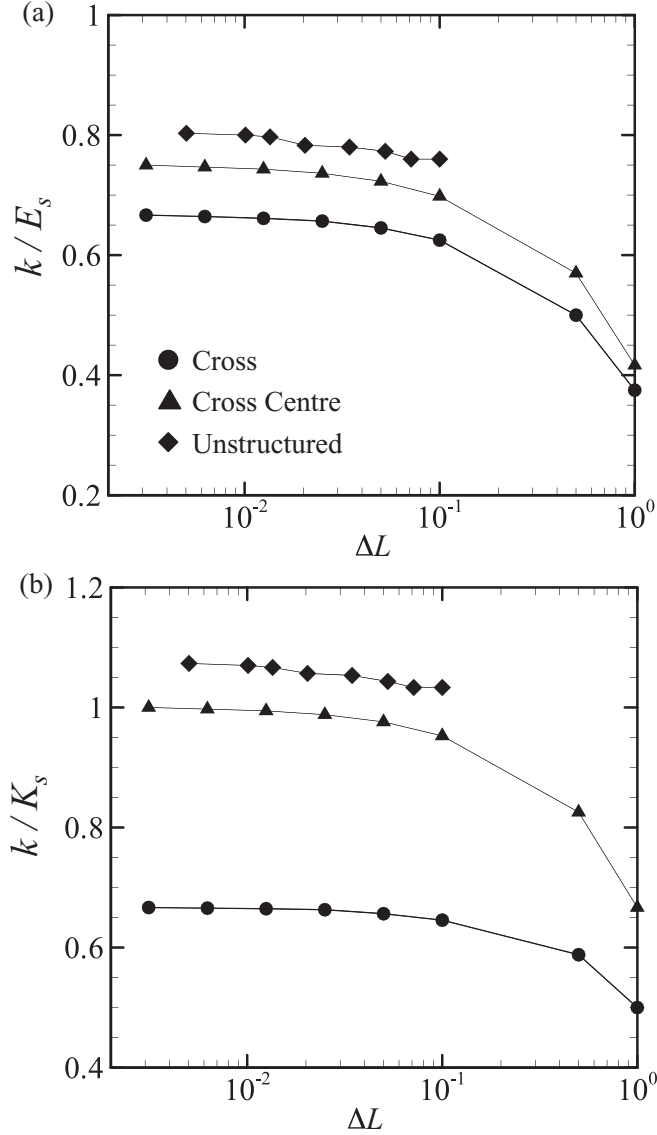 (a)
1
0.8
0.6
0.4
0.2
k / E_s
Cross
Cross Centre
Unstructured
10^-2
10^-1
10^0
ΔL
(b)
1.2
1
0.8
0.6
0.4
k / K_s
10^-2
10^-1
10^0
ΔL